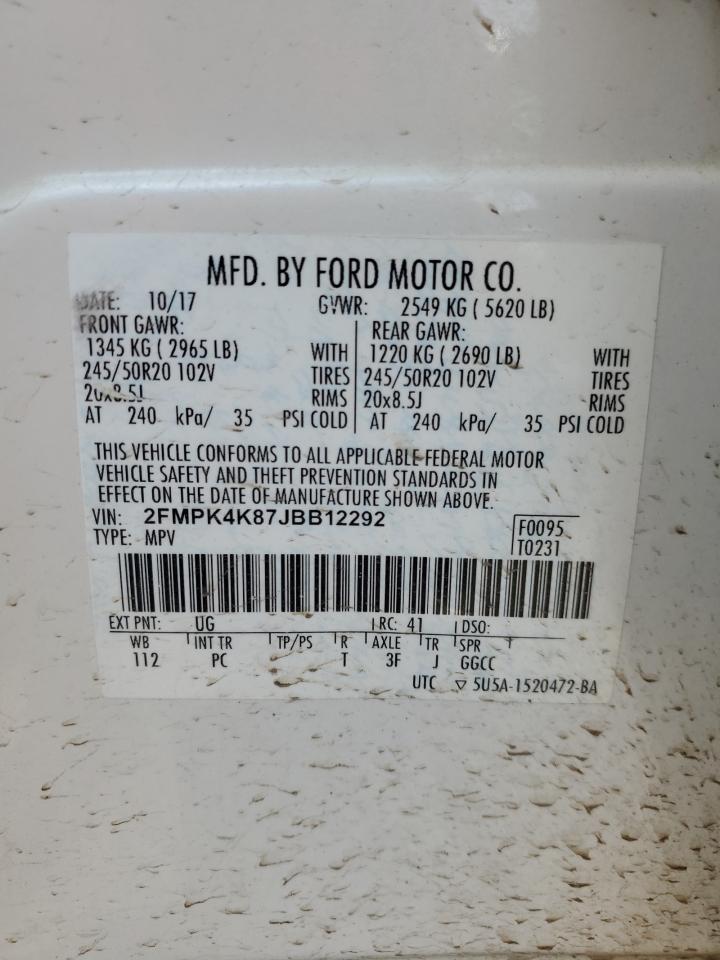 MFD. BY FORD MOTOR CO.
DATE: 10/17 GVWR: 2549 KG ( 5620 LB)
FRONT GAWR: REAR GAWR:
1345 KG ( 2965 LB) WITH 1220 KG ( 2690 LB) WITH
245/50R20 102V TIRES 245/50R20 102V TIRES
20x8.5J RIMS 20x8.5J RIMS
AT 240 kPa/ 35 PSI COLD AT 240 kPa/ 35 PSI COLD
THIS VEHICLE CONFORMS TO ALL APPLICABLE FEDERAL MOTOR
VEHICLE SAFETY AND THEFT PREVENTION STANDARDS IN
EFFECT ON THE DATE OF MANUFACTURE SHOWN ABOVE.
VIN: 2FMPK4K87JBB12292 F0095
TYPE: MPV T0231
EXT PNT: UG RC: 41 DSO:
WB INT TR TP/PS R AXLE TR SPR
112 PC T 3F J GGCC
UTC ▽ 5U5A-1520472-BA